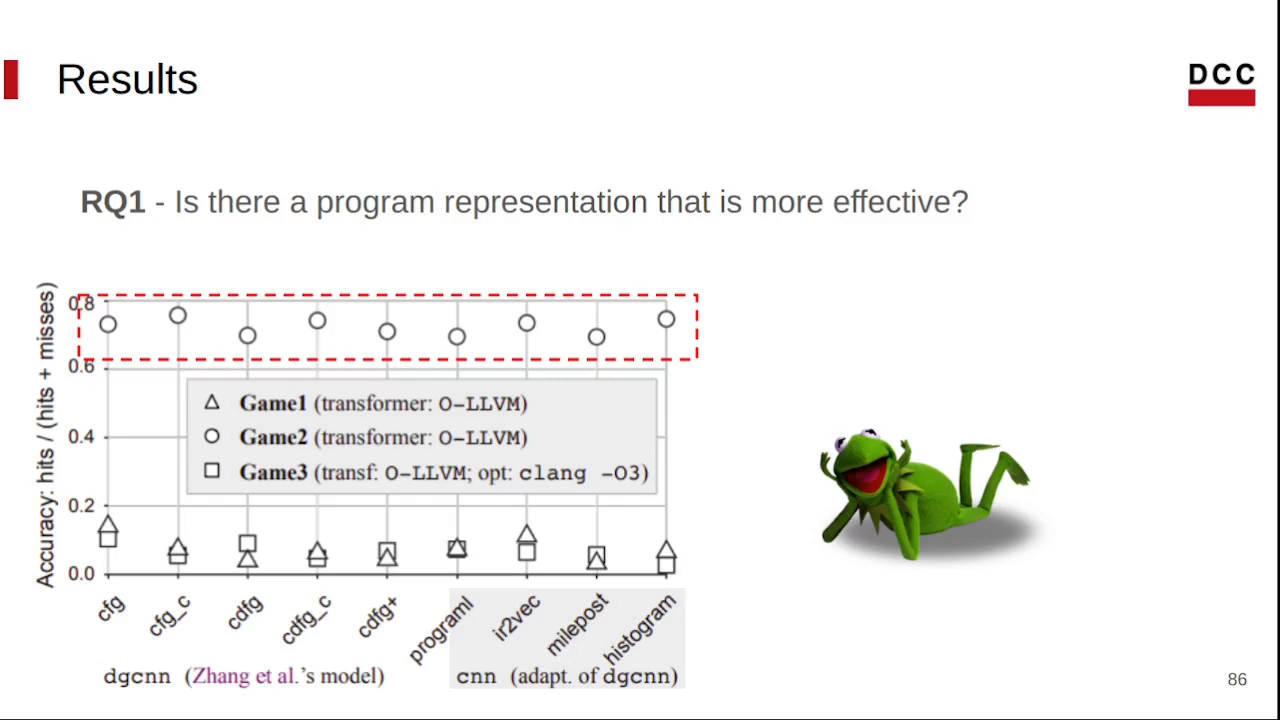 Results
DCC
RQ1 - Is there a program representation that is more effective?
Accuracy: hits / (hits + misses)
0.8
0.6
0.4
0.2
0.0
Game1 (transformer: O-LLVM)
Game2 (transformer: O-LLVM)
Game3 (transf: O-LLVM; opt: clang -O3)
cfg
cfg_c
cdfg
cdfg_c
cdfg+
programl
ir2vec
milepost
histogram
dgcnn (Zhang et al.'s model)
cnn (adapt. of dgcnn)
86